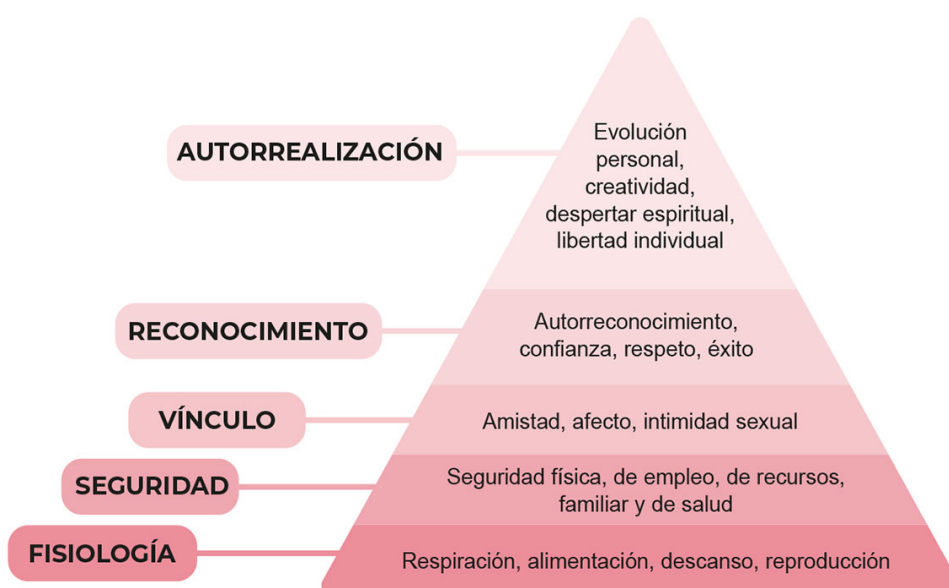 AUTORREALIZACIÓN
Evolución
personal,
creatividad,
despertar espiritual,
libertad individual
RECONOCIMIENTO
Autorreconocimiento,
confianza, respeto, éxito
VÍNCULO
Amistad, afecto, intimidad sexual
SEGURIDAD
Seguridad física, de empleo, de recursos,
familiar y de salud
FISIOLOGÍA
Respiración, alimentación, descanso, reproducción